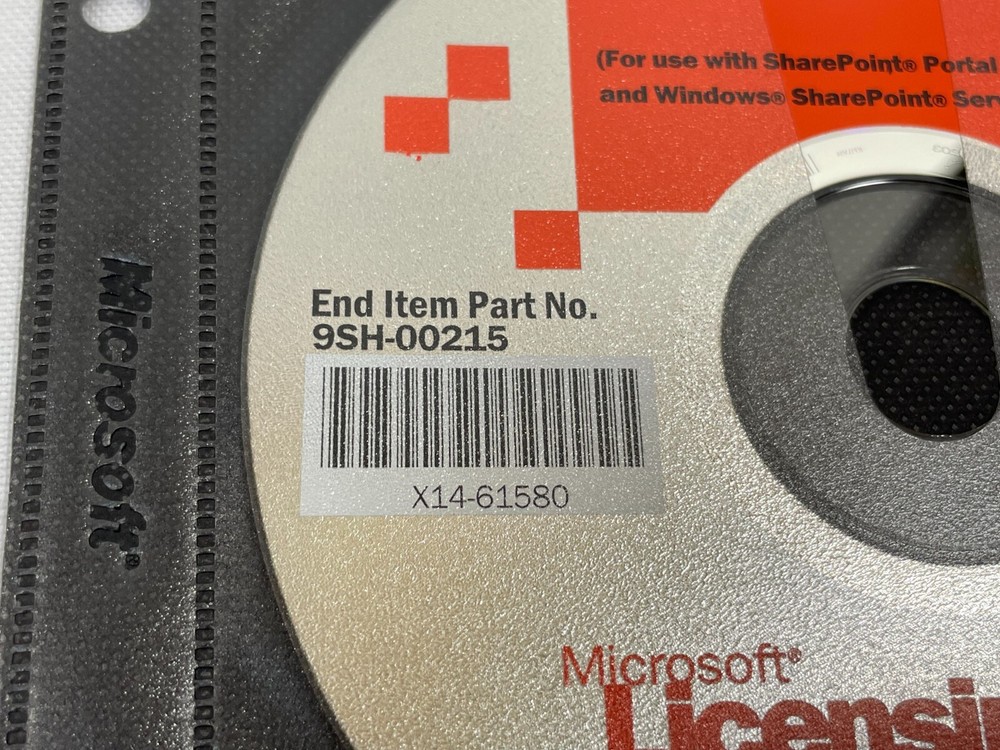 (For use with SharePoint® Portal
and Windows® SharePoint® Serv
End Item Part No.
9SH-00215
X14-61580
Microsoft®
Microsoft®
Licensin